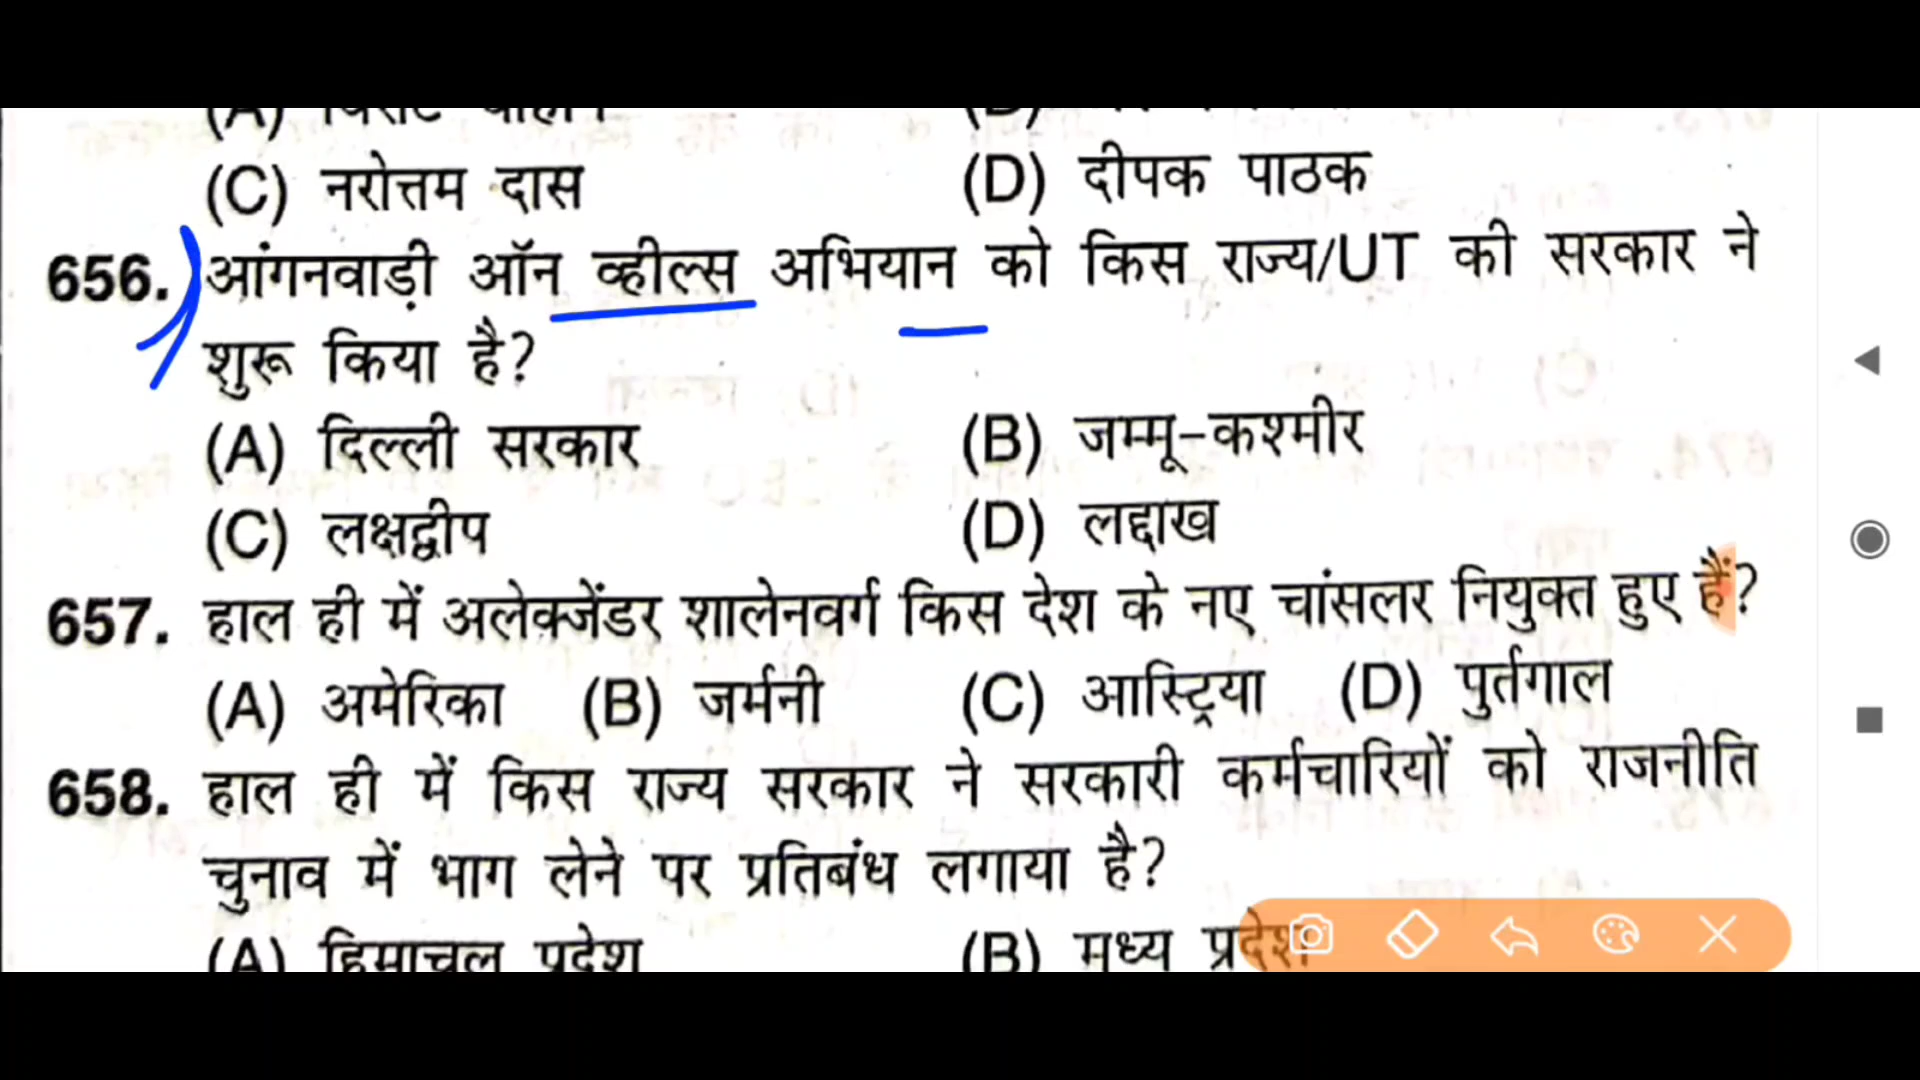 (C) नरोत्तम दास (D) दीपक पाठक
656. आंगनवाड़ी ऑन व्हील्स अभियान को किस राज्य/UT की सरकार ने
शुरू किया है?
(A) दिल्ली सरकार (B) जम्मू-कश्मीर
(C) लक्षद्वीप (D) लद्दाख
657. हाल ही में अलेक्जेंडर शालेनवर्ग किस देश के नए चांसलर नियुक्त हुए हैं?
(A) अमेरिका (B) जर्मनी (C) आस्ट्रिया (D) पुर्तगाल
658. हाल ही में किस राज्य सरकार ने सरकारी कर्मचारियों को राजनीति
चुनाव में भाग लेने पर प्रतिबंध लगाया है?
(A) हिमाचल प्रदेश (B) मध्य प्रदेश